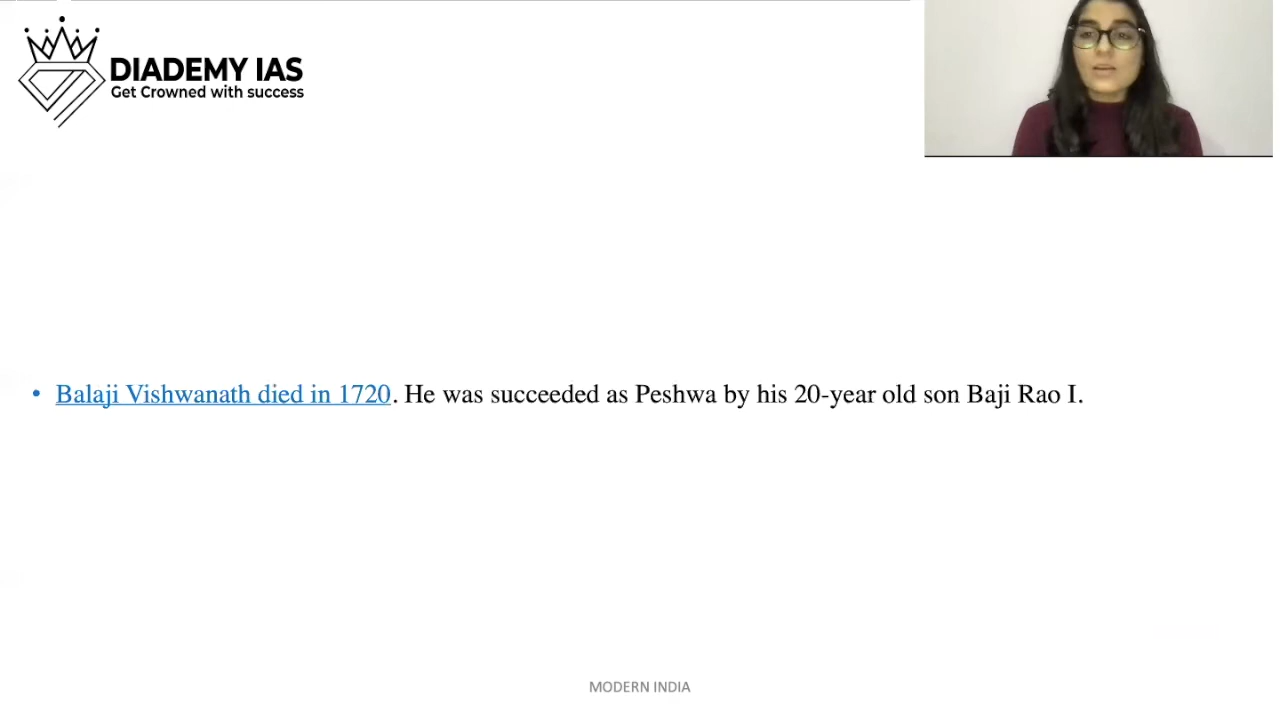 DIADEMY IAS
Get Crowned with success
• Balaji Vishwanath died in 1720. He was succeeded as Peshwa by his 20-year old son Baji Rao I.
MODERN INDIA